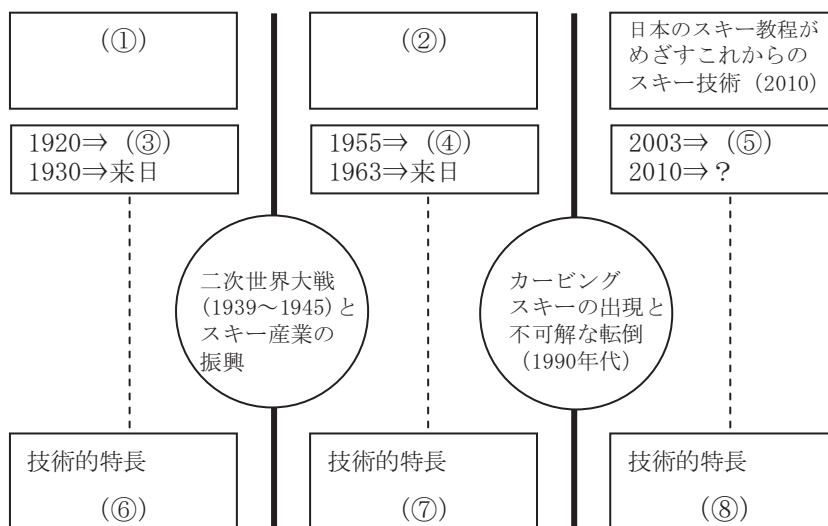 (①)
(②)
日本のスキー教程が
めざすこれからの
スキー技術 (2010)
1920⇒ (③)
1930⇒来日
1955⇒ (④)
1963⇒来日
2003⇒ (⑤)
2010⇒？
二次世界大戦
(1939～1945)と
スキー産業の
振興
カービング
スキーの出現と
不可解な転倒
(1990年代)
技術的特長
(⑥)
技術的特長
(⑦)
技術的特長
(⑧)